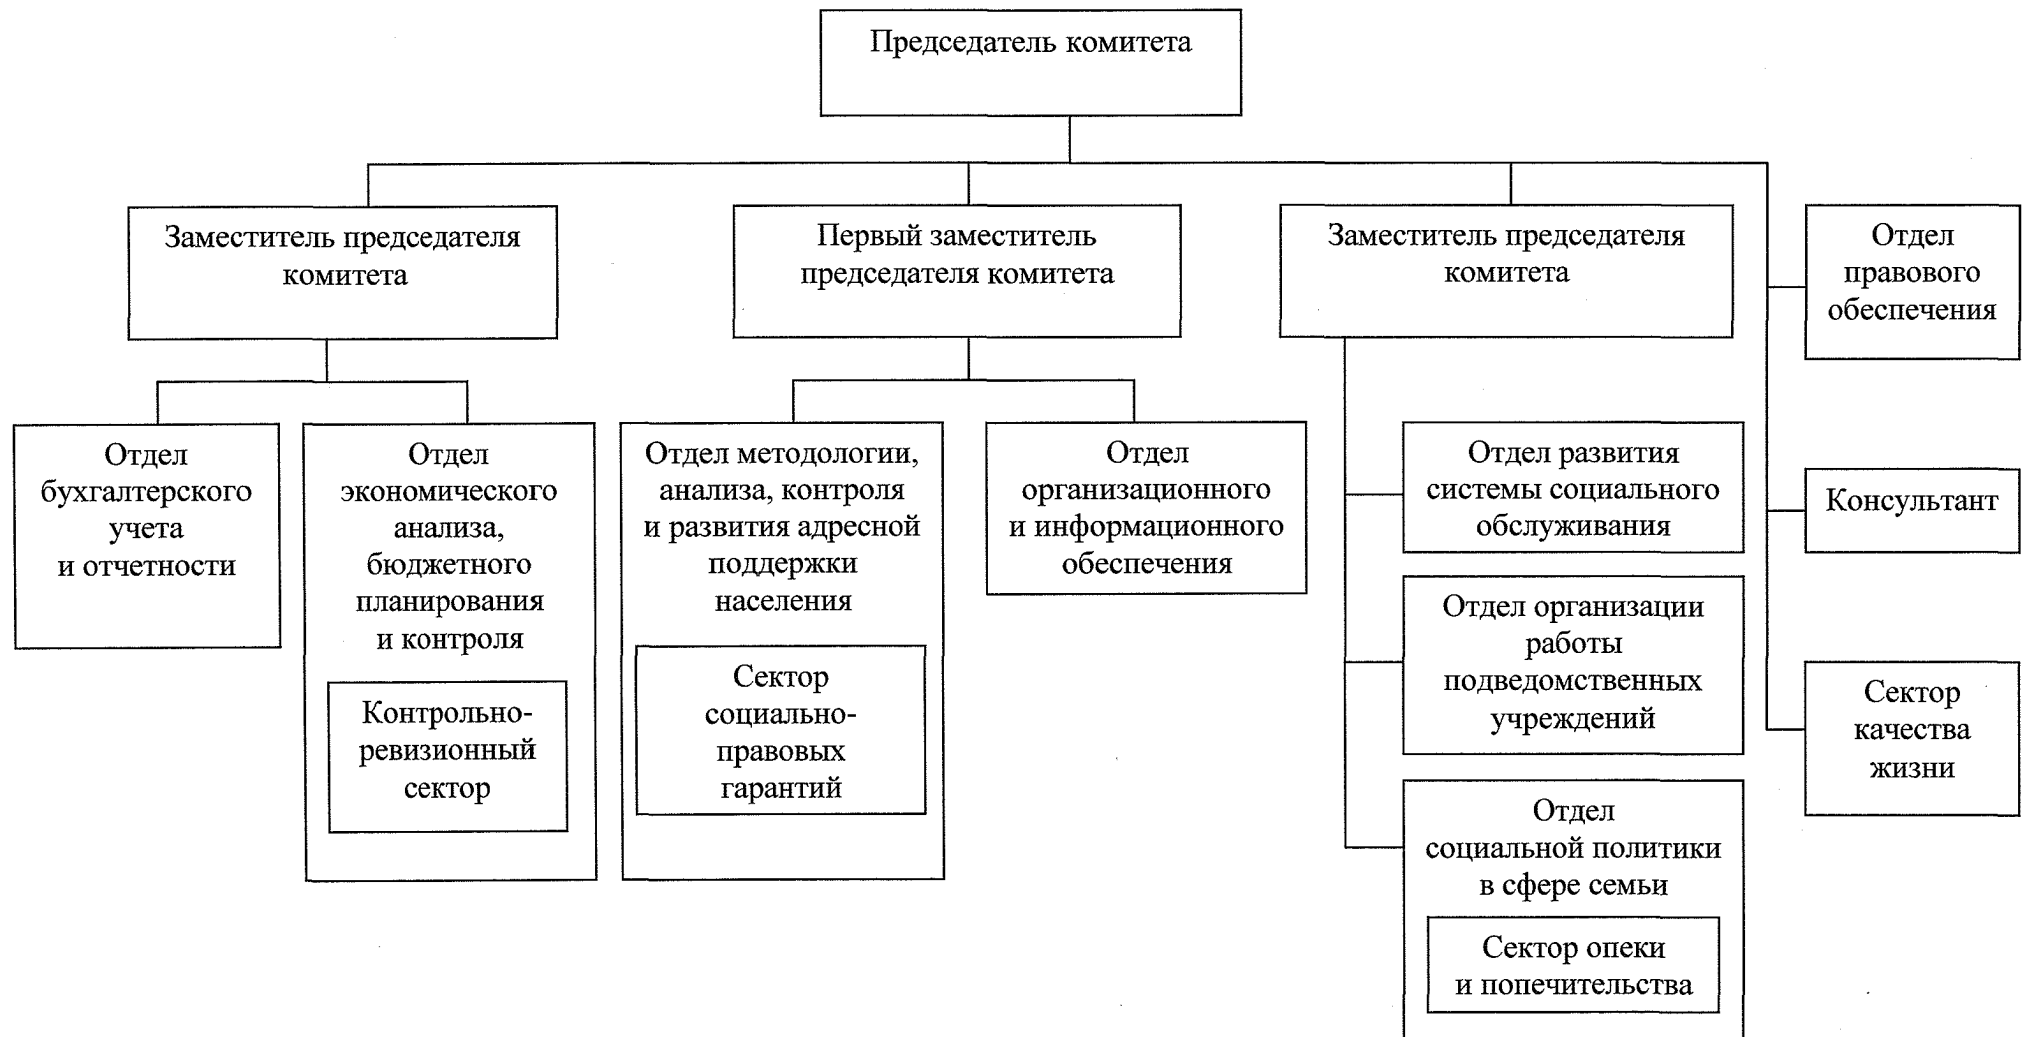 Председатель комитета
Заместитель председателя
комитета
Первый заместитель
председателя комитета
Заместитель председателя
комитета
Отдел
правового
обеспечения
Отдел
бухгалтерского
учета
и отчетности
Отдел
экономического
анализа,
бюджетного
планирования
и контроля
Контрольно-
ревизионный
сектор
Отдел методологии,
анализа, контроля
и развития адресной
поддержки
населения
Сектор
социально-
правовых
гарантий
Отдел
организационного
и информационного
обеспечения
Отдел развития
системы социального
обслуживания
Отдел организации
работы
подведомственных
учреждений
Отдел
социальной политики
в сфере семьи
Сектор опеки
и попечительства
Консультант
Сектор
качества
жизни